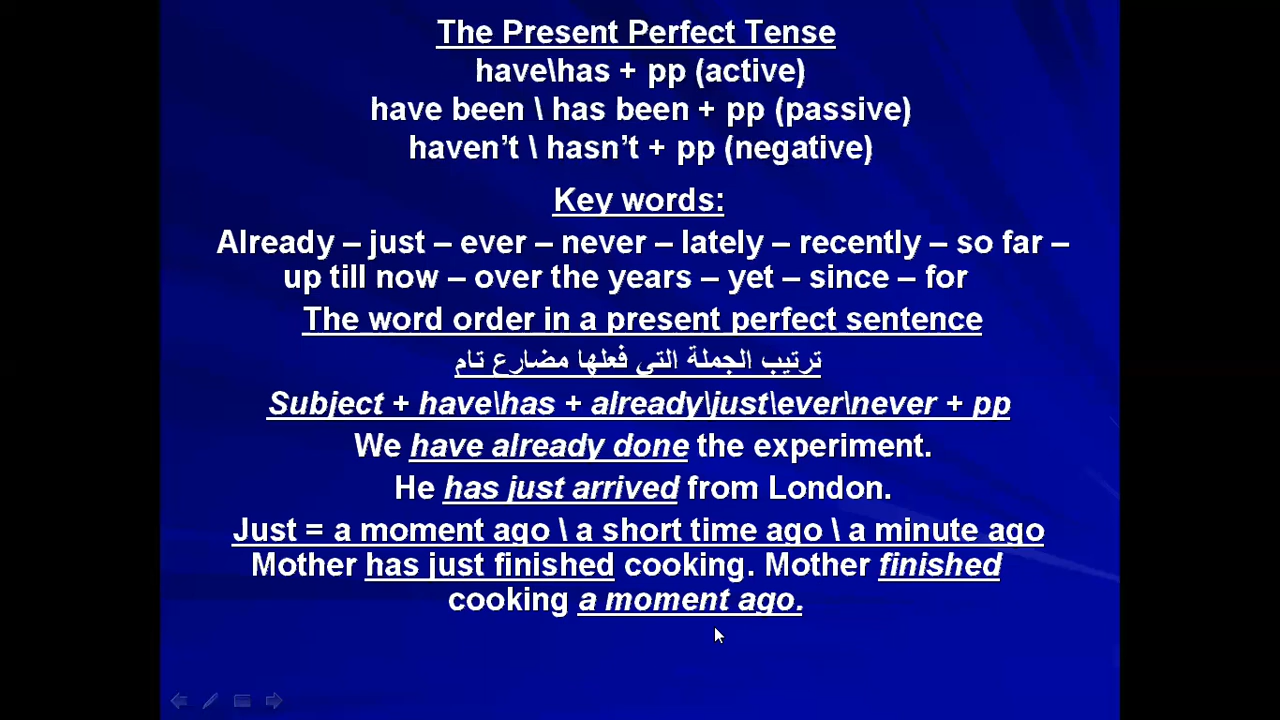 The Present Perfect Tense
have\has + pp (active)
have been \ has been + pp (passive)
haven’t \ hasn’t + pp (negative)
Key words:
Already – just – ever – never – lately – recently – so far –
up till now – over the years – yet – since – for
The word order in a present perfect sentence
ترتيب الجملة التي فعلها مضارع تام
Subject + have\has + already\just\ever\never + pp
We have already done the experiment.
He has just arrived from London.
Just = a moment ago \ a short time ago \ a minute ago
Mother has just finished cooking. Mother finished
cooking a moment ago.